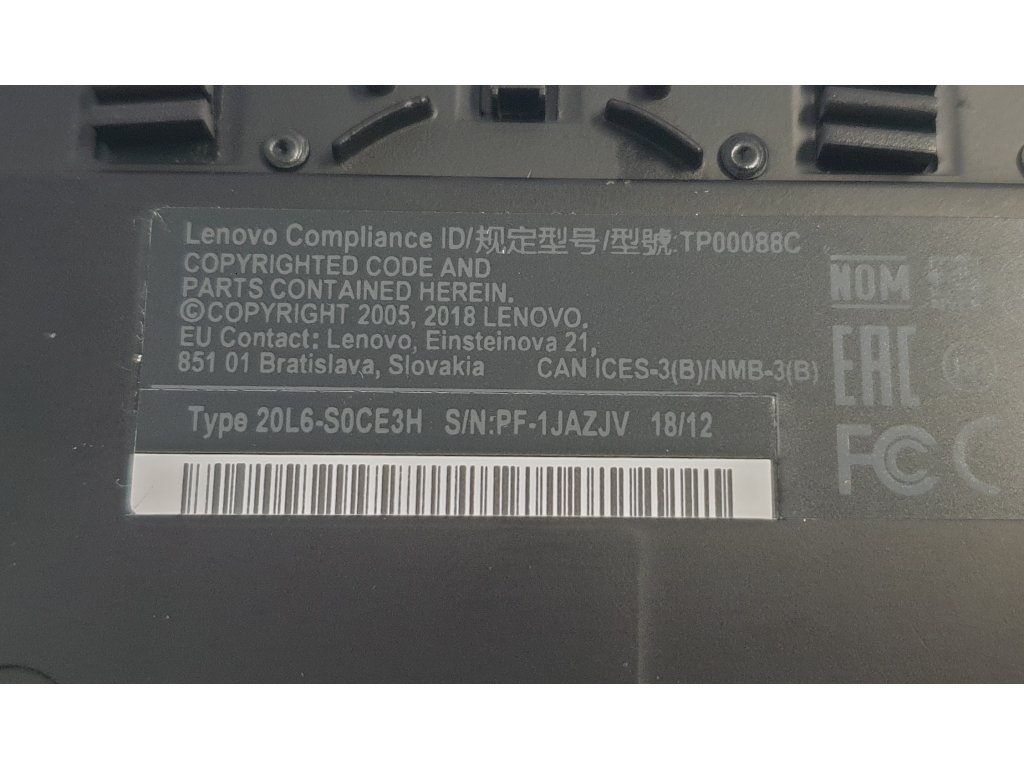 Lenovo Compliance ID/规定型号/型號 TP00088C
COPYRIGHTED CODE AND
PARTS CONTAINED HEREIN.
©COPYRIGHT 2005, 2018 LENOVO.
EU Contact: Lenovo, Einsteinova 21,
851 01 Bratislava, Slovakia CAN ICES-3(B)/NMB-3(B)
Type 20L6-S0CE3H S/N:PF-1JAZJV 18/12
NOM
EAC
FC